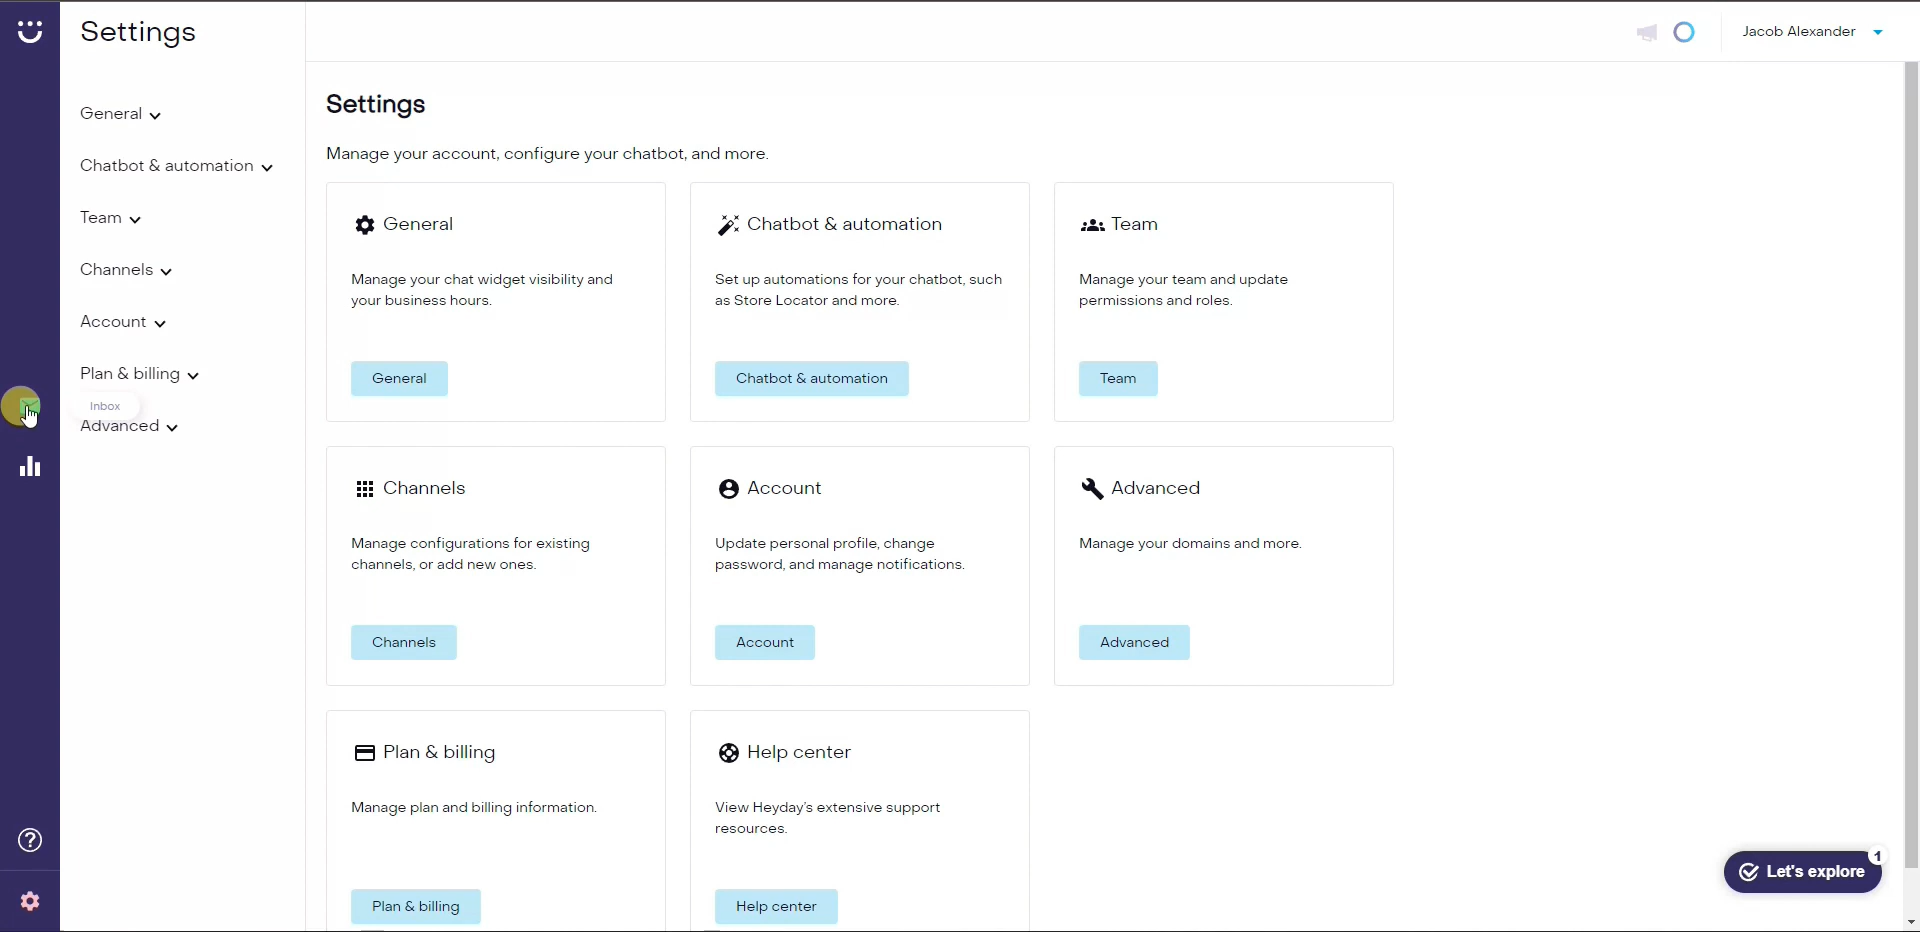 Settings
Jacob Alexander
General
Chatbot & automation
Team
Channels
Account
Plan & billing
Inbox
Advanced
Settings
Manage your account, configure your chatbot, and more.
General
Manage your chat widget visibility and
your business hours.
General
Chatbot & automation
Set up automations for your chatbot, such
as Store Locator and more.
Chatbot & automation
Team
Manage your team and update
permissions and roles.
Team
Channels
Manage configurations for existing
channels, or add new ones.
Channels
Account
Update personal profile, change
password, and manage notifications.
Account
Advanced
Manage your domains and more.
Advanced
Plan & billing
Manage plan and billing information.
Plan & billing
Help center
View Heyday's extensive support
resources.
Help center
Let's explore
1